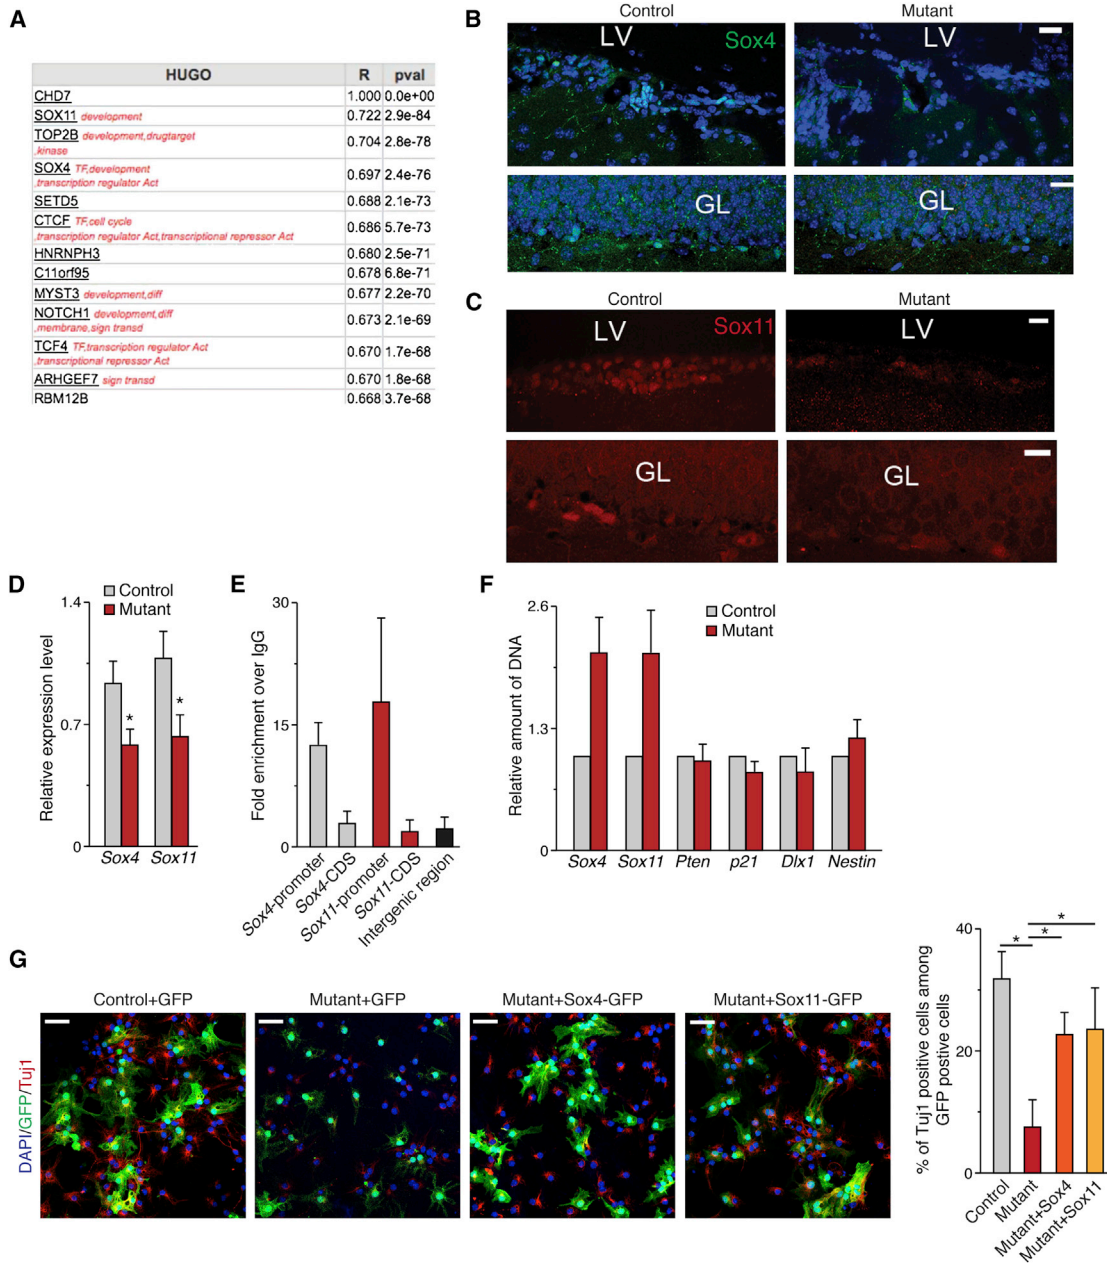 A
HUGO R pval
CHD7 1.000 0.0e+00
SOX11 development 0.722 2.9e-84
TOP2B development,drugtarget
,kinase 0.704 2.8e-78
SOX4 TF,development
,transcription regulator Act 0.697 2.4e-76
SETD5 0.688 2.1e-73
CTCF TF,cell cycle
,transcription regulator Act,transcriptional repressor Act 0.686 5.7e-73
HNRNPH3 0.680 2.5e-71
C11orf95 0.678 6.8e-71
MYST3 development,diff 0.677 2.2e-70
NOTCH1 development,diff
,membrane,sign transd 0.673 2.1e-69
TCF4 TF,transcription regulator Act
,transcriptional repressor Act 0.670 1.7e-68
ARHGEF7 sign transd 0.670 1.8e-68
RBM12B 0.668 3.7e-68
B
Control Mutant
LV Sox4 LV
GL GL
C
Control Mutant
LV Sox11 LV
GL GL
D
Control
Mutant
Relative expression level
1.4
0.7
0
Sox4 Sox11
E
Fold enrichment over IgG
30
15
0
Sox4-promoter
Sox4-CDS
Sox11-promoter
Sox11-CDS
Intergenic region
F
Control
Mutant
Relative amount of DNA
2.6
1.3
0
Sox4 Sox11 Pten p21 Dlx1 Nestin
* *
G
Control+GFP Mutant+GFP Mutant+Sox4-GFP Mutant+Sox11-GFP
DAPI/GFP/Tuj1
% of Tuj1 positive cells among
GFP postive cells
40
20
0
* * *
Control
Mutant
Mutant+Sox4
Mutant+Sox11